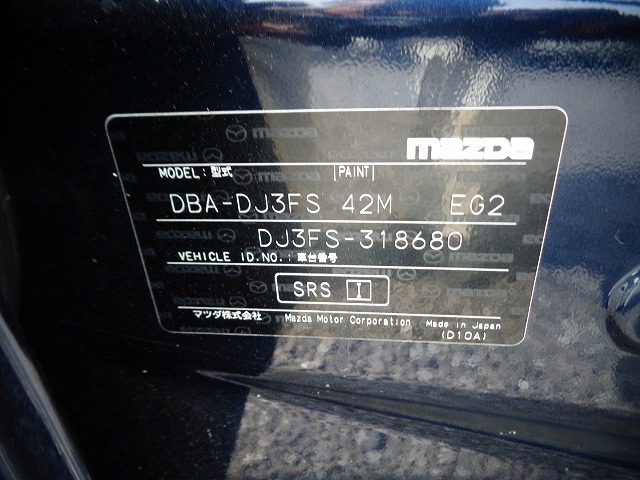 mazda
MODEL:型式 PAINT
DBA-DJ3FS 42M EG2
DJ3FS-318680
VEHICLE ID.NO.:車台番号
SRS I
マツダ株式会社 Mazda Motor Corporation Made in Japan
(D10A)